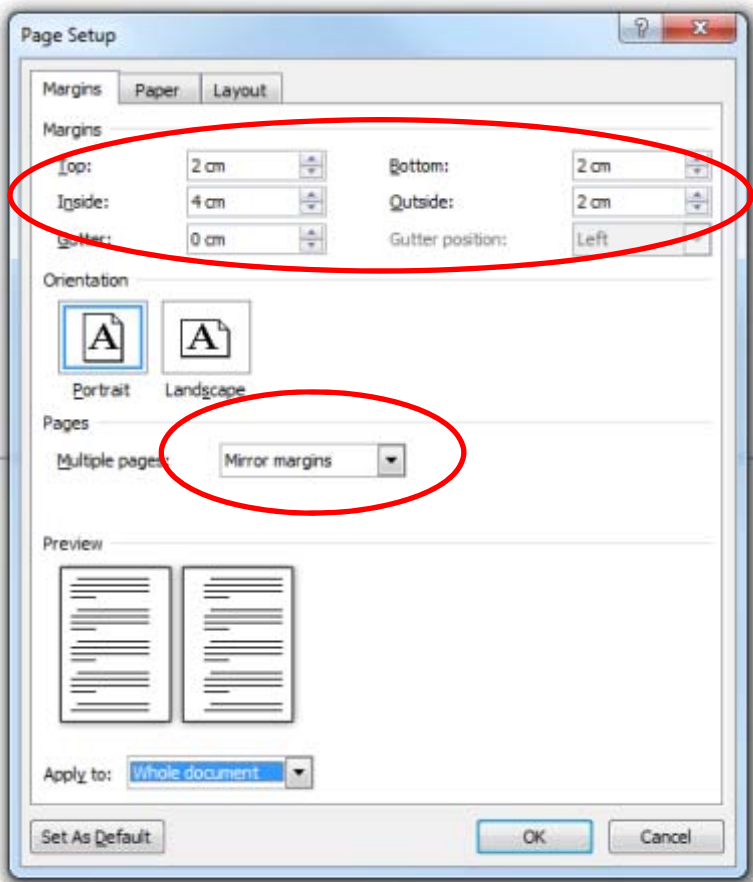 Page Setup
Margins Paper Layout
Margins
Top: 2 cm Bottom: 2 cm
Inside: 4 cm Outside: 2 cm
Gutter: 0 cm Gutter position: Left
Orientation
A A
Portrait Landscape
Pages
Multiple pages: Mirror margins
Preview
Apply to: Whole document
Set As Default OK Cancel